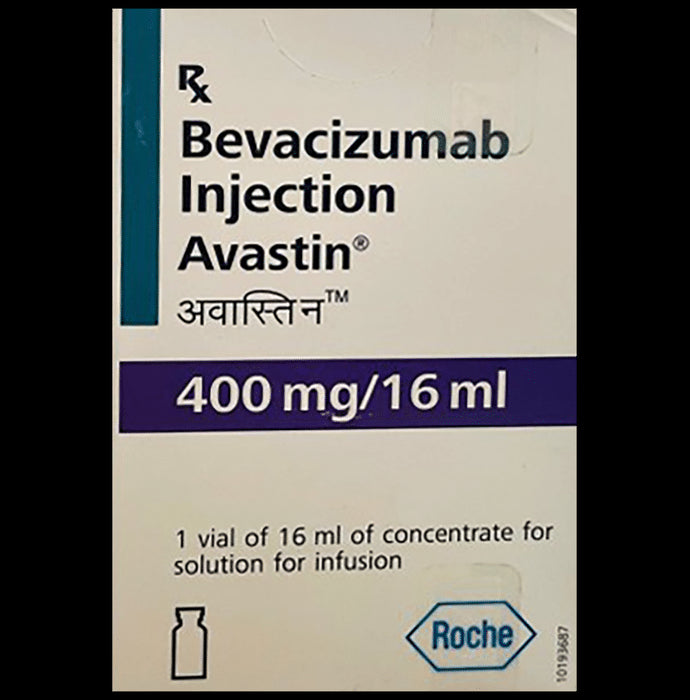 Rx
Bevacizumab
Injection
Avastin®
अवास्तिन™
400 mg/16 ml
1 vial of 16 ml of concentrate for
solution for infusion
Roche
10193687